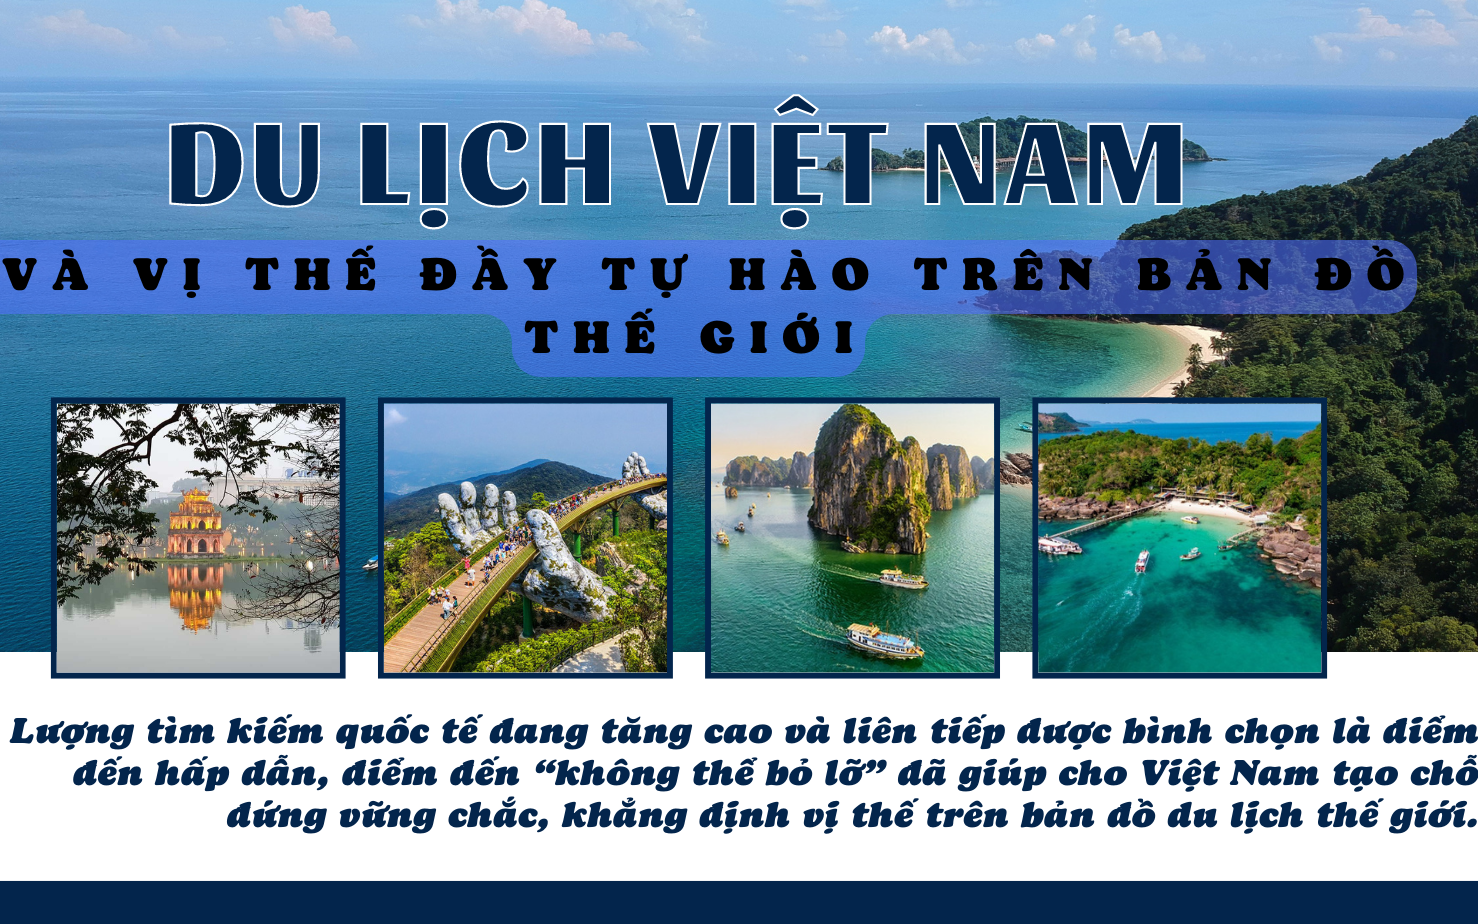 DU LỊCH VIỆT NAM
VÀ VỊ THẾ ĐẦY TỰ HÀO TRÊN BẢN ĐỒ
THẾ GIỚI
Lượng tìm kiếm quốc tế đang tăng cao và liên tiếp được bình chọn là điểm
đến hấp dẫn, điểm đến “không thể bỏ lỡ” đã giúp cho Việt Nam tạo chỗ
đứng vững chắc, khẳng định vị thế trên bản đồ du lịch thế giới.